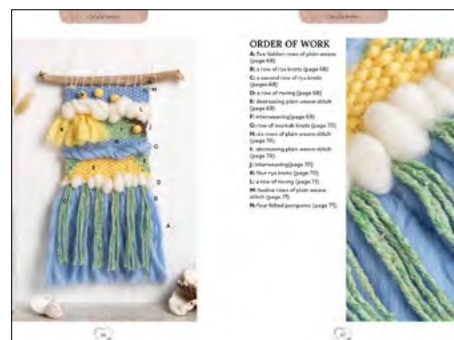 ORDER OF WORK
A: five hidden rows of plain weave
(page 68)
B: a row of rya knots (page 68)
C: a second row of rya knots
(page 68)
D: a row of roving (page 68)
E: decreasing plain weave stitch
(page 69)
F: interweaving (page 69)
G: row of soumak knots (page 70)
H: six rows of plain weave stitch
(page 70)
I: decreasing plain weave stitch
(page 70)
J: interweaving (page 70)
K: four rya knots (page 70)
L: a row of roving (page 71)
M: twelve rows of plain weave
stitch (page 71)
N: four felted pompoms (page 71)
M
L
J
G
E
D
B
A